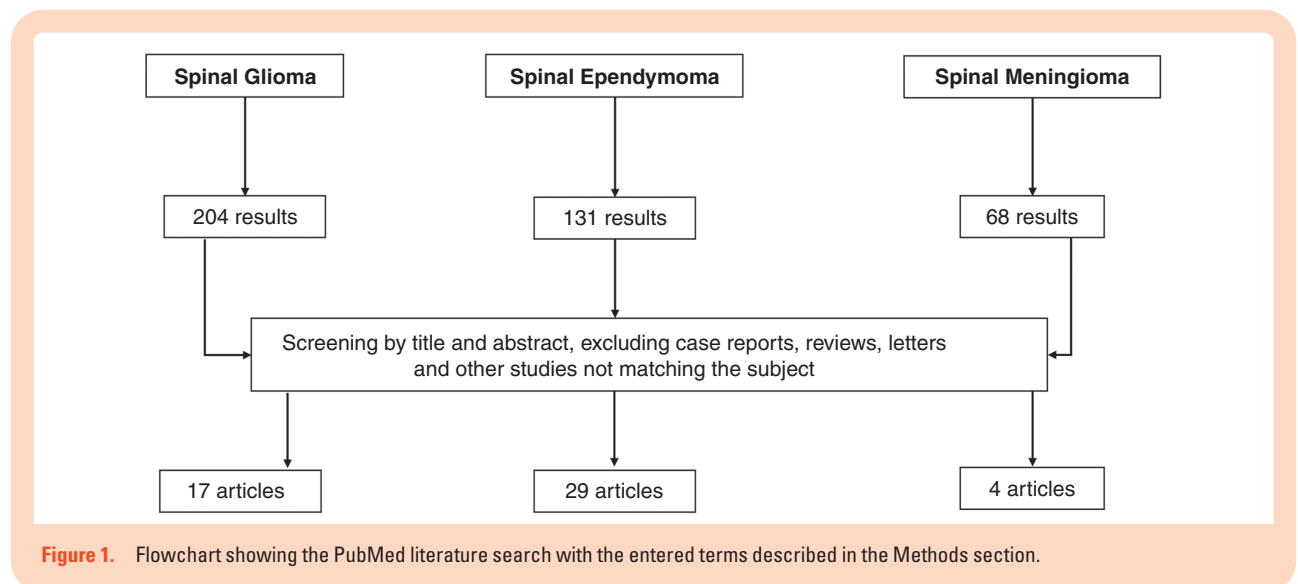 Spinal Glioma
Spinal Ependymoma
Spinal Meningioma
204 results
131 results
68 results
Screening by title and abstract, excluding case reports, reviews, letters
and other studies not matching the subject
17 articles
29 articles
4 articles
Figure 1. Flowchart showing the PubMed literature search with the entered terms described in the Methods section.